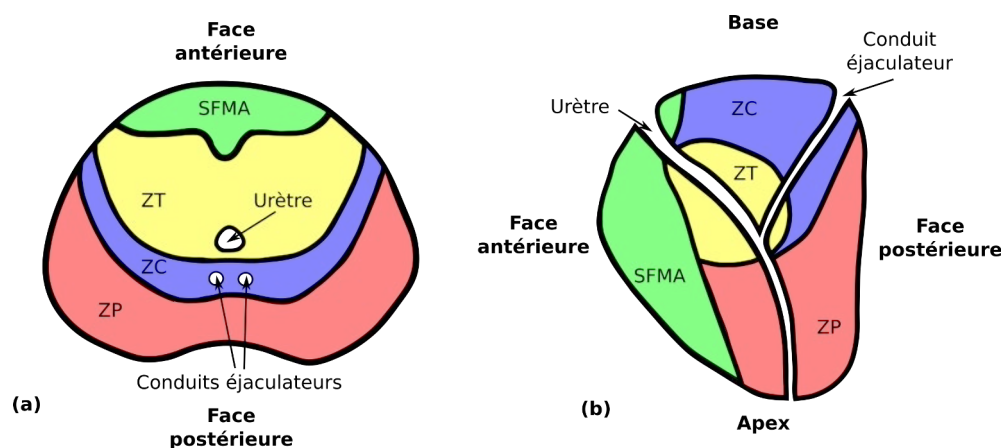 Face
antérieure
SFMA
ZT
Urètre
ZC
ZP
Conduits éjaculateurs
(a)
Face
postérieure
Base
Conduit
éjaculateur
Urètre
ZC
ZT
Face
antérieure
Face
postérieure
SFMA
ZP
(b)
Apex